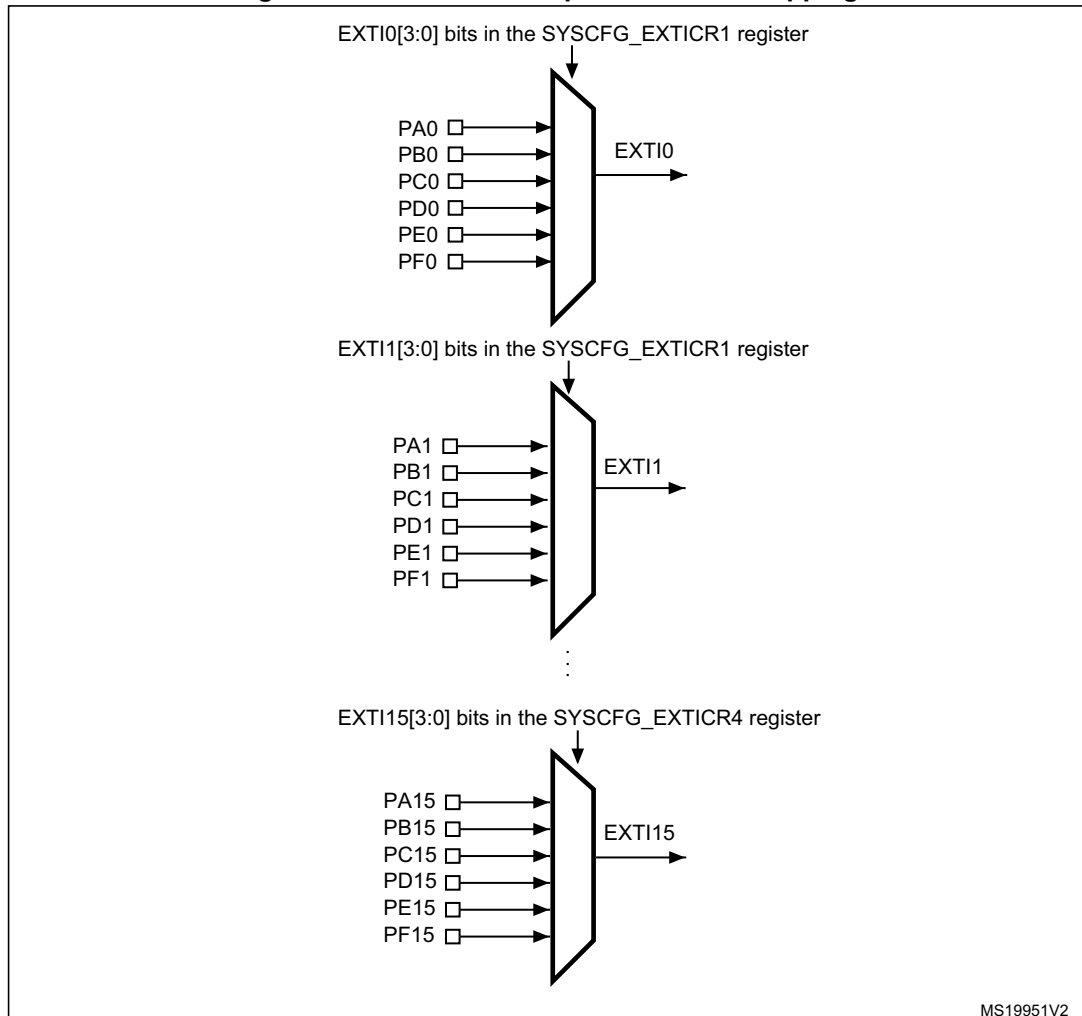 EXTI0[3:0] bits in the SYSCFG_EXTICR1 register
PA0
PB0
PC0
PD0
PE0
PF0
EXTI0
EXTI1[3:0] bits in the SYSCFG_EXTICR1 register
PA1
PB1
PC1
PD1
PE1
PF1
EXTI1
EXTI15[3:0] bits in the SYSCFG_EXTICR4 register
PA15
PB15
PC15
PD15
PE15
PF15
EXTI15
MS19951V2